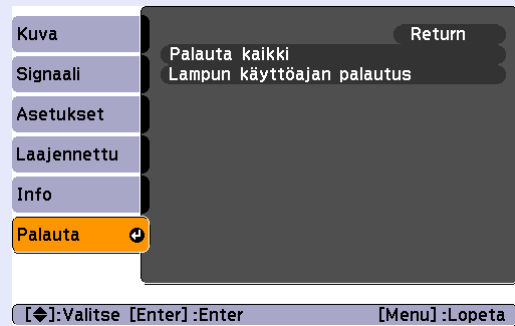 Kuva
Signaali
Asetukset
Laajennettu
Info
Palauta
Return
Palauta kaikki
Lampun käyttöajan palautus
[◆]:Valitse [Enter]:Enter [Menu]:Lopeta